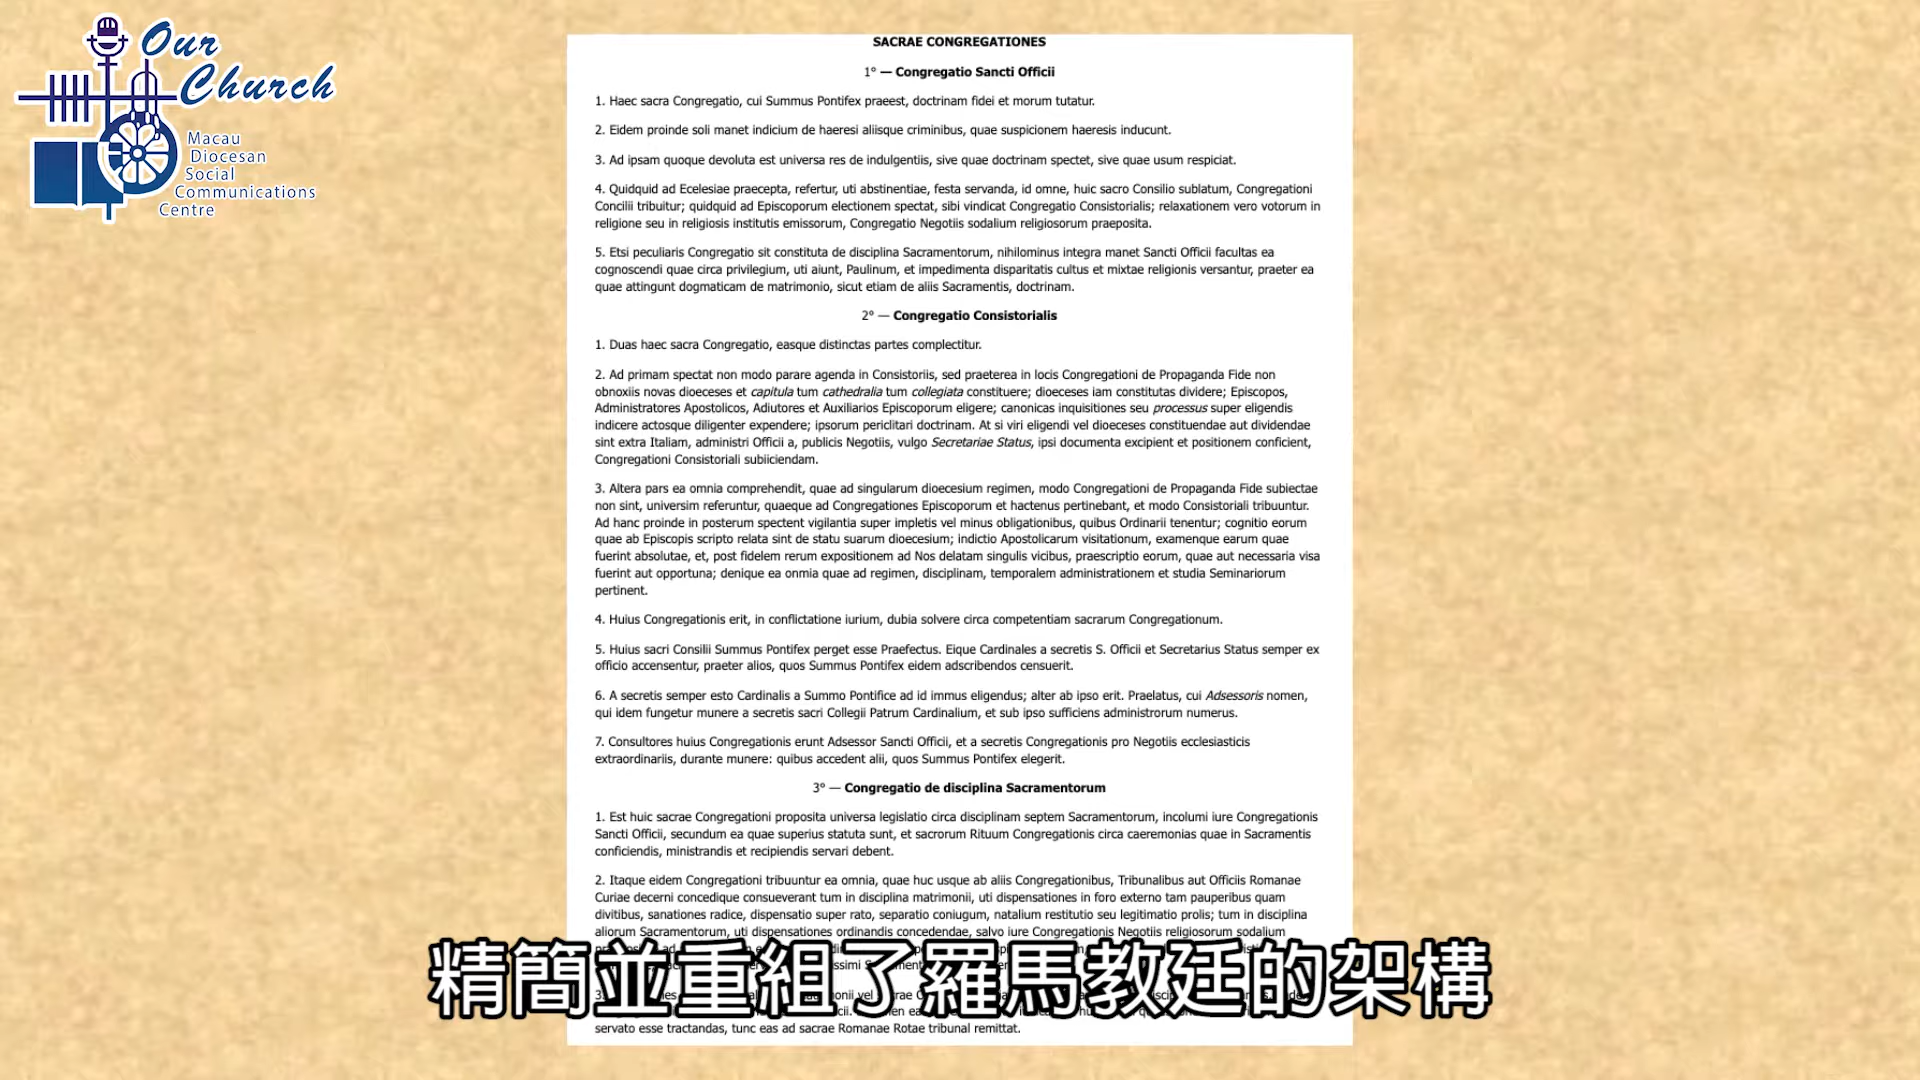 Our
Church
Macau
Diocesan
Social
Communications
Centre
SACRAE CONGREGATIONES
1° — Congregatio Sancti Officii
1. Haec sacra Congregatio, cui Summus Pontifex praeest, doctrinam fidei et morum tutatur.
2. Eidem proinde soli manet indicium de haeresi aliisque criminibus, quae suspicionem haeresis inducunt.
3. Ad ipsam quoque devoluta est universa res de indulgentiis, sive quae doctrinam spectet, sive quae usum respiciat.
4. Quidquid ad Ecelesiae praecepta, refertur, uti abstinentiae, festa servanda, id omne, huic sacro Consilio sublatum, Congregationi
Concilii tribuitur; quidquid ad Episcoporum electionem spectat, sibi vindicat Congregatio Consistorialis; relaxationem vero votorum in
religione seu in religiosis institutis emissorum, Congregatio Negotiis sodalium religiosorum praeposita.
5. Etsi peculiaris Congregatio sit constituta de disciplina Sacramentorum, nihilominus integra manet Sancti Officii facultas ea
cognoscendi quae circa privilegium, uti aiunt, Paulinum, et impedimenta disparitatis cultus et mixtae religionis versantur, praeter ea
quae attingunt dogmaticam de matrimonio, sicut etiam de aliis Sacramentis, doctrinam.
2° — Congregatio Consistorialis
1. Duas haec sacra Congregatio, easque distinctas partes complectitur.
2. Ad primam spectat non modo parare agenda in Consistoriis, sed praeterea in locis Congregationi de Propaganda Fide non
obnoxiis novas dioeceses et capitula tum cathedralia tum collegiata constituere; dioeceses iam constitutas dividere; Episcopos,
Administratores Apostolicos, Adiutores et Auxiliarios Episcoporum eligere; canonicas inquisitiones seu processus super eligendis
indicere actosque diligenter expendere; ipsorum periclitari doctrinam. At si viri eligendi vel dioeceses constituendae aut dividendae
sint extra Italiam, administri Officii a, publicis Negotiis, vulgo Secretariae Status, ipsi documenta excipient et positionem conficient,
Congregationi Consistoriali subiiciendam.
3. Altera pars ea omnia comprehendit, quae ad singularum dioecesium regimen, modo Congregationi de Propaganda Fide subiectae
non sint, universim referuntur, quaeque ad Congregationes Episcoporum et hactenus pertinebant, et modo Consistoriali tribuuntur.
Ad hanc proinde in posterum spectent vigilantia super impletis vel minus obligationibus, quibus Ordinarii tenentur; cognitio eorum
quae ab Episcopis scripto relata sint de statu suarum dioecesium; indictio Apostolicarum visitationum, examenque earum quae
fuerint absolutae, et, post fidelem rerum expositionem ad Nos delatam singulis vicibus, praescriptio eorum, quae aut necessaria visa
fuerint aut opportuna; denique ea onmia quae ad regimen, disciplinam, temporalem administrationem et studia Seminariorum
pertinent.
4. Huius Congregationis erit, in conflictatione iurium, dubia solvere circa competentiam sacrarum Congregationum.
5. Huius sacri Consilii Summus Pontifex perget esse Praefectus. Eique Cardinales a secretis S. Officii et Secretarius Status semper ex
officio accensentur, praeter alios, quos Summus Pontifex eidem adscribendos censuerit.
6. A secretis semper esto Cardinalis a Summo Pontifice ad id immus eligendus; alter ab ipso erit. Praelatus, cui Adsessoris nomen,
qui idem fungetur munere a secretis sacri Collegii Patrum Cardinalium, et sub ipso sufficiens administrorum numerus.
7. Consultores huius Congregationis erunt Adsessor Sancti Officii, et a secretis Congregationis pro Negotiis ecclesiasticis
extraordinariis, durante munere: quibus accedent alii, quos Summus Pontifex elegerit.
3° — Congregatio de disciplina Sacramentorum
1. Est huic sacrae Congregationi proposita universa legislatio circa disciplinam septem Sacramentorum, incolumi iure Congregationis
Sancti Officii, secundum ea quae superius statuta sunt, et sacrorum Rituum Congregationis circa caeremonias quae in Sacramentis
conficiendis, ministrandis et recipiendis servari debent.
2. Itaque eidem Congregationi tribuuntur ea omnia, quae huc usque ab aliis Congregationibus, Tribunalibus aut Officiis Romanae
Curiae decerni concedique consueverant tum in disciplina matrimonii, uti dispensationes in foro externo tam pauperibus quam
divitibus, sanationes radice, dispensatio super rato, separatio coniugum, natalium restitutio seu legitimatio prolis; tum in disciplina
aliorum Sacramentorum, uti dispensationes ordinandis concedendae, salvo iure Congregationis Negotiis religiosorum sodalium
精簡並重組了羅馬教廷的架構
servato esse tractandas, tunc eas ad sacrae Romanae Rotae tribunal remittat.